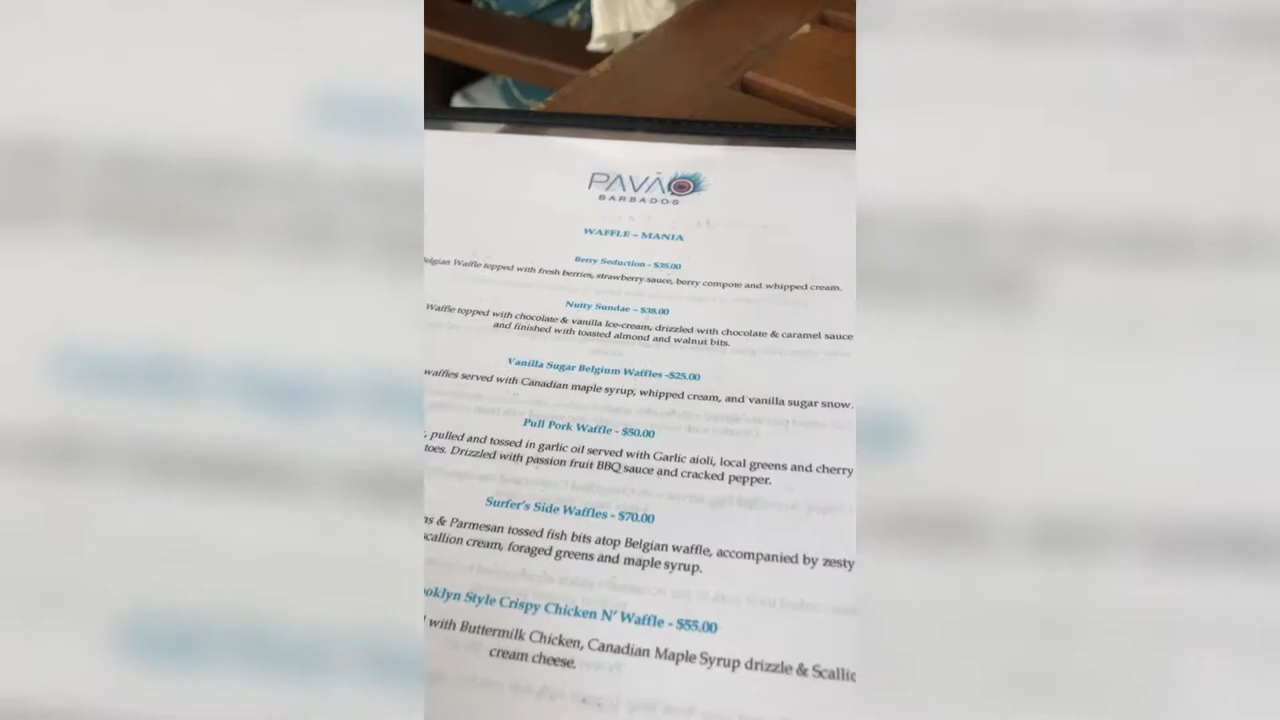 PAVÃO
BARBADOS
WAFFLE – MANIA
Berry Seduction - $35.00
Belgian Waffle topped with fresh berries, strawberry sauce, berry compote and whipped cream.
Nutty Sundae – $38.00
Waffle topped with chocolate & vanilla Ice-cream, drizzled with chocolate & caramel sauce
and finished with toasted almond and walnut bits.
Vanilla Sugar Belgium Waffles -$25.00
waffles served with Canadian maple syrup, whipped cream, and vanilla sugar snow.
Pull Pork Waffle - $50.00
, pulled and tossed in garlic oil served with Garlic aioli, local greens and cherry
toes. Drizzled with passion fruit BBQ sauce and cracked pepper.
Surfer's Side Waffles - $70.00
ns & Parmesan tossed fish bits atop Belgian waffle, accompanied by zesty
scallion cream, foraged greens and maple syrup.
ooklyn Style Crispy Chicken N' Waffle - $55.00
with Buttermilk Chicken, Canadian Maple Syrup drizzle & Scallio
cream cheese.